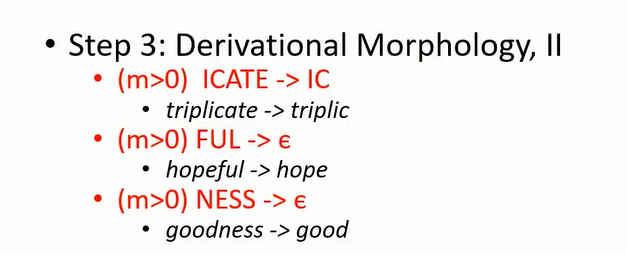 • Step 3: Derivational Morphology, II
• (m>0) ICATE -> IC
• triplicate -> triplic
• (m>0) FUL -> ϵ
• hopeful -> hope
• (m>0) NESS -> ϵ
• goodness -> good